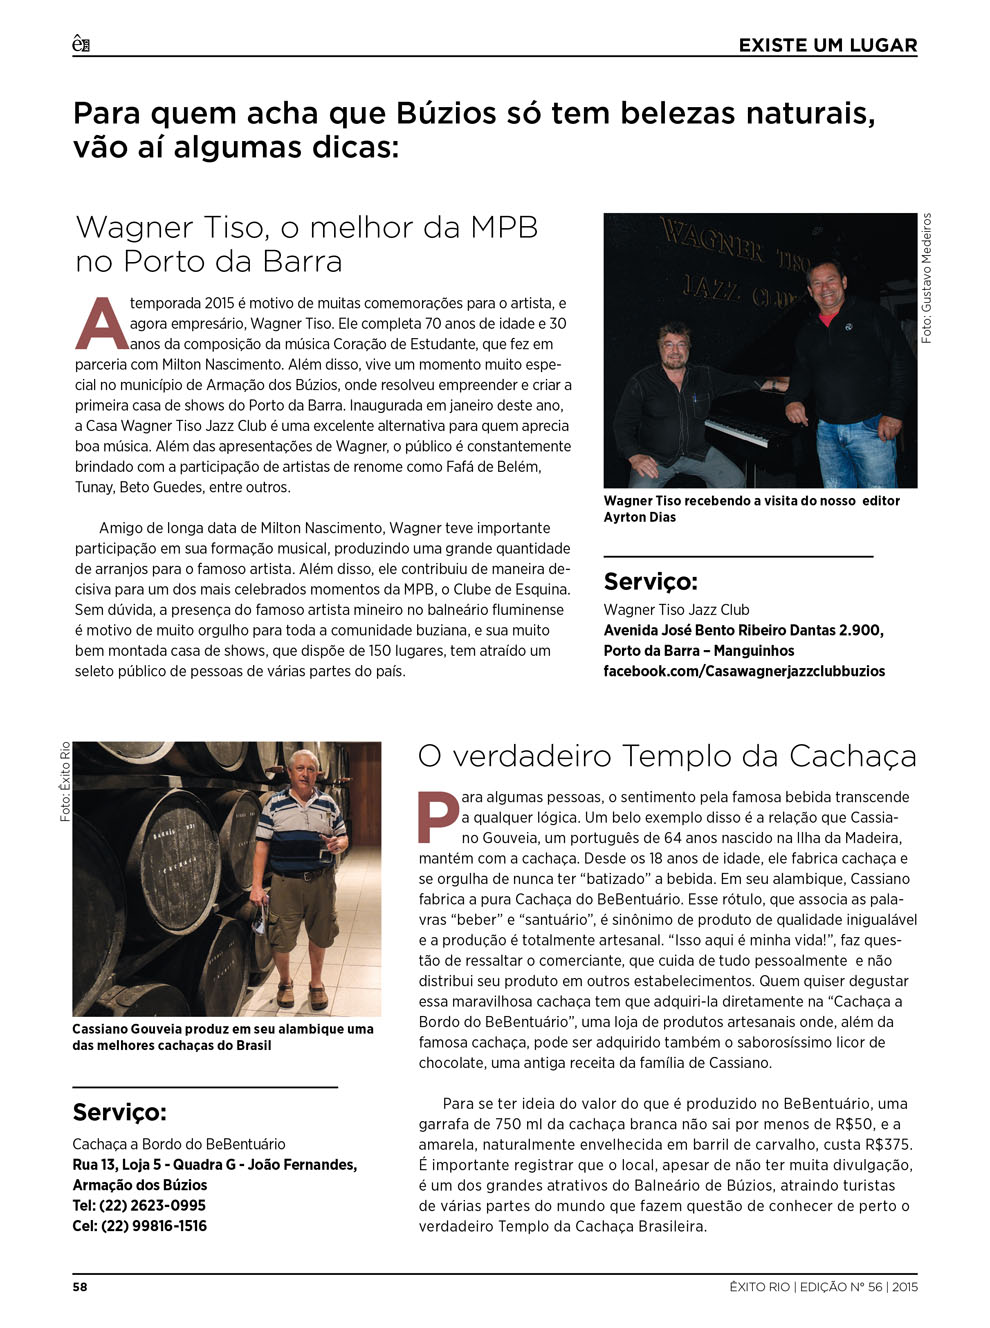 ê
EXISTE UM LUGAR
Para quem acha que Búzios só tem belezas naturais,
vão aí algumas dicas:
Wagner Tiso, o melhor da MPB
no Porto da Barra
A temporada 2015 é motivo de muitas comemorações para o artista, e
agora empresário, Wagner Tiso. Ele completa 70 anos de idade e 30
anos da composição da música Coração de Estudante, que fez em
parceria com Milton Nascimento. Além disso, vive um momento muito espe-
cial no município de Armação dos Búzios, onde resolveu empreender e criar a
primeira casa de shows do Porto da Barra. Inaugurada em janeiro deste ano,
a Casa Wagner Tiso Jazz Club é uma excelente alternativa para quem aprecia
boa música. Além das apresentações de Wagner, o público é constantemente
brindado com a participação de artistas de renome como Fafá de Belém,
Tunay, Beto Guedes, entre outros.
Amigo de longa data de Milton Nascimento, Wagner teve importante
participação em sua formação musical, produzindo uma grande quantidade
de arranjos para o famoso artista. Além disso, ele contribuiu de maneira de-
cisiva para um dos mais celebrados momentos da MPB, o Clube de Esquina.
Sem dúvida, a presença do famoso artista mineiro no balneário fluminense
é motivo de muito orgulho para toda a comunidade buziana, e sua muito
bem montada casa de shows, que dispõe de 150 lugares, tem atraído um
seleto público de pessoas de várias partes do país.
WAGNER TISO
JAZZ CLUB
Foto: Gustavo Medeiros
Wagner Tiso recebendo a visita do nosso editor
Ayrton Dias
Serviço:
Wagner Tiso Jazz Club
Avenida José Bento Ribeiro Dantas 2.900,
Porto da Barra – Manguinhos
facebook.com/Casawagnerjazzclubbuzios
Foto: Êxito Rio
Cassiano Gouveia produz em seu alambique uma
das melhores cachaças do Brasil
Serviço:
Cachaça a Bordo do BeBentuário
Rua 13, Loja 5 - Quadra G - João Fernandes,
Armação dos Búzios
Tel: (22) 2623-0995
Cel: (22) 99816-1516
O verdadeiro Templo da Cachaça
Para algumas pessoas, o sentimento pela famosa bebida transcende
a qualquer lógica. Um belo exemplo disso é a relação que Cassia-
no Gouveia, um português de 64 anos nascido na Ilha da Madeira,
mantém com a cachaça. Desde os 18 anos de idade, ele fabrica cachaça e
se orgulha de nunca ter “batizado” a bebida. Em seu alambique, Cassiano
fabrica a pura Cachaça do BeBentuário. Esse rótulo, que associa as pala-
vras “beber” e “santuário”, é sinônimo de produto de qualidade inigualável
e a produção é totalmente artesanal. “Isso aqui é minha vida!”, faz ques-
tão de ressaltar o comerciante, que cuida de tudo pessoalmente e não
distribui seu produto em outros estabelecimentos. Quem quiser degustar
essa maravilhosa cachaça tem que adquiri-la diretamente na “Cachaça a
Bordo do BeBentuário”, uma loja de produtos artesanais onde, além da
famosa cachaça, pode ser adquirido também o saborosíssimo licor de
chocolate, uma antiga receita da família de Cassiano.
Para se ter ideia do valor do que é produzido no BeBentuário, uma
garrafa de 750 ml da cachaça branca não sai por menos de R$50, e a
amarela, naturalmente envelhecida em barril de carvalho, custa R$375.
É importante registrar que o local, apesar de não ter muita divulgação,
é um dos grandes atrativos do Balneário de Búzios, atraindo turistas
de várias partes do mundo que fazem questão de conhecer de perto o
verdadeiro Templo da Cachaça Brasileira.
58
ÊXITO RIO | EDIÇÃO Nº 56 | 2015